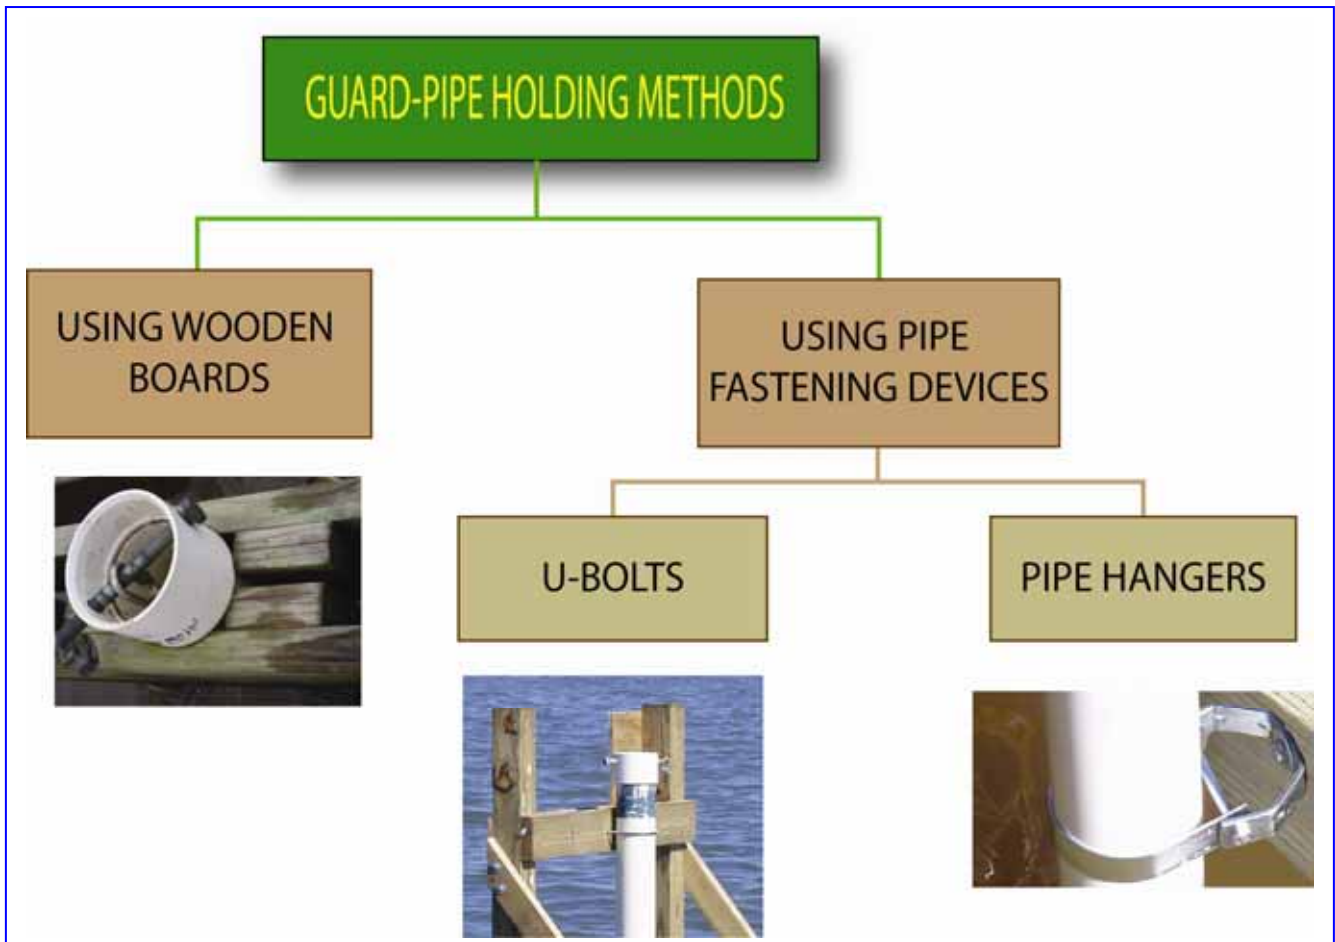 GUARD-PIPE HOLDING METHODS
USING WOODEN
BOARDS
USING PIPE
FASTENING DEVICES
U-BOLTS
PIPE HANGERS